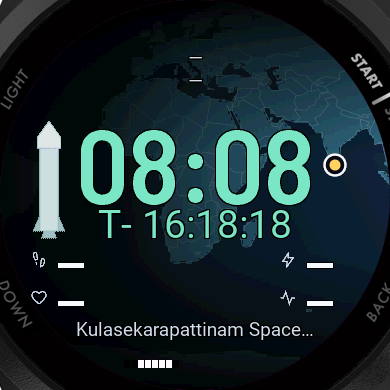 LIGHT
START
08:08
T- 16:18:18
DOWN
BACK
Kulasekarapattinam Space...